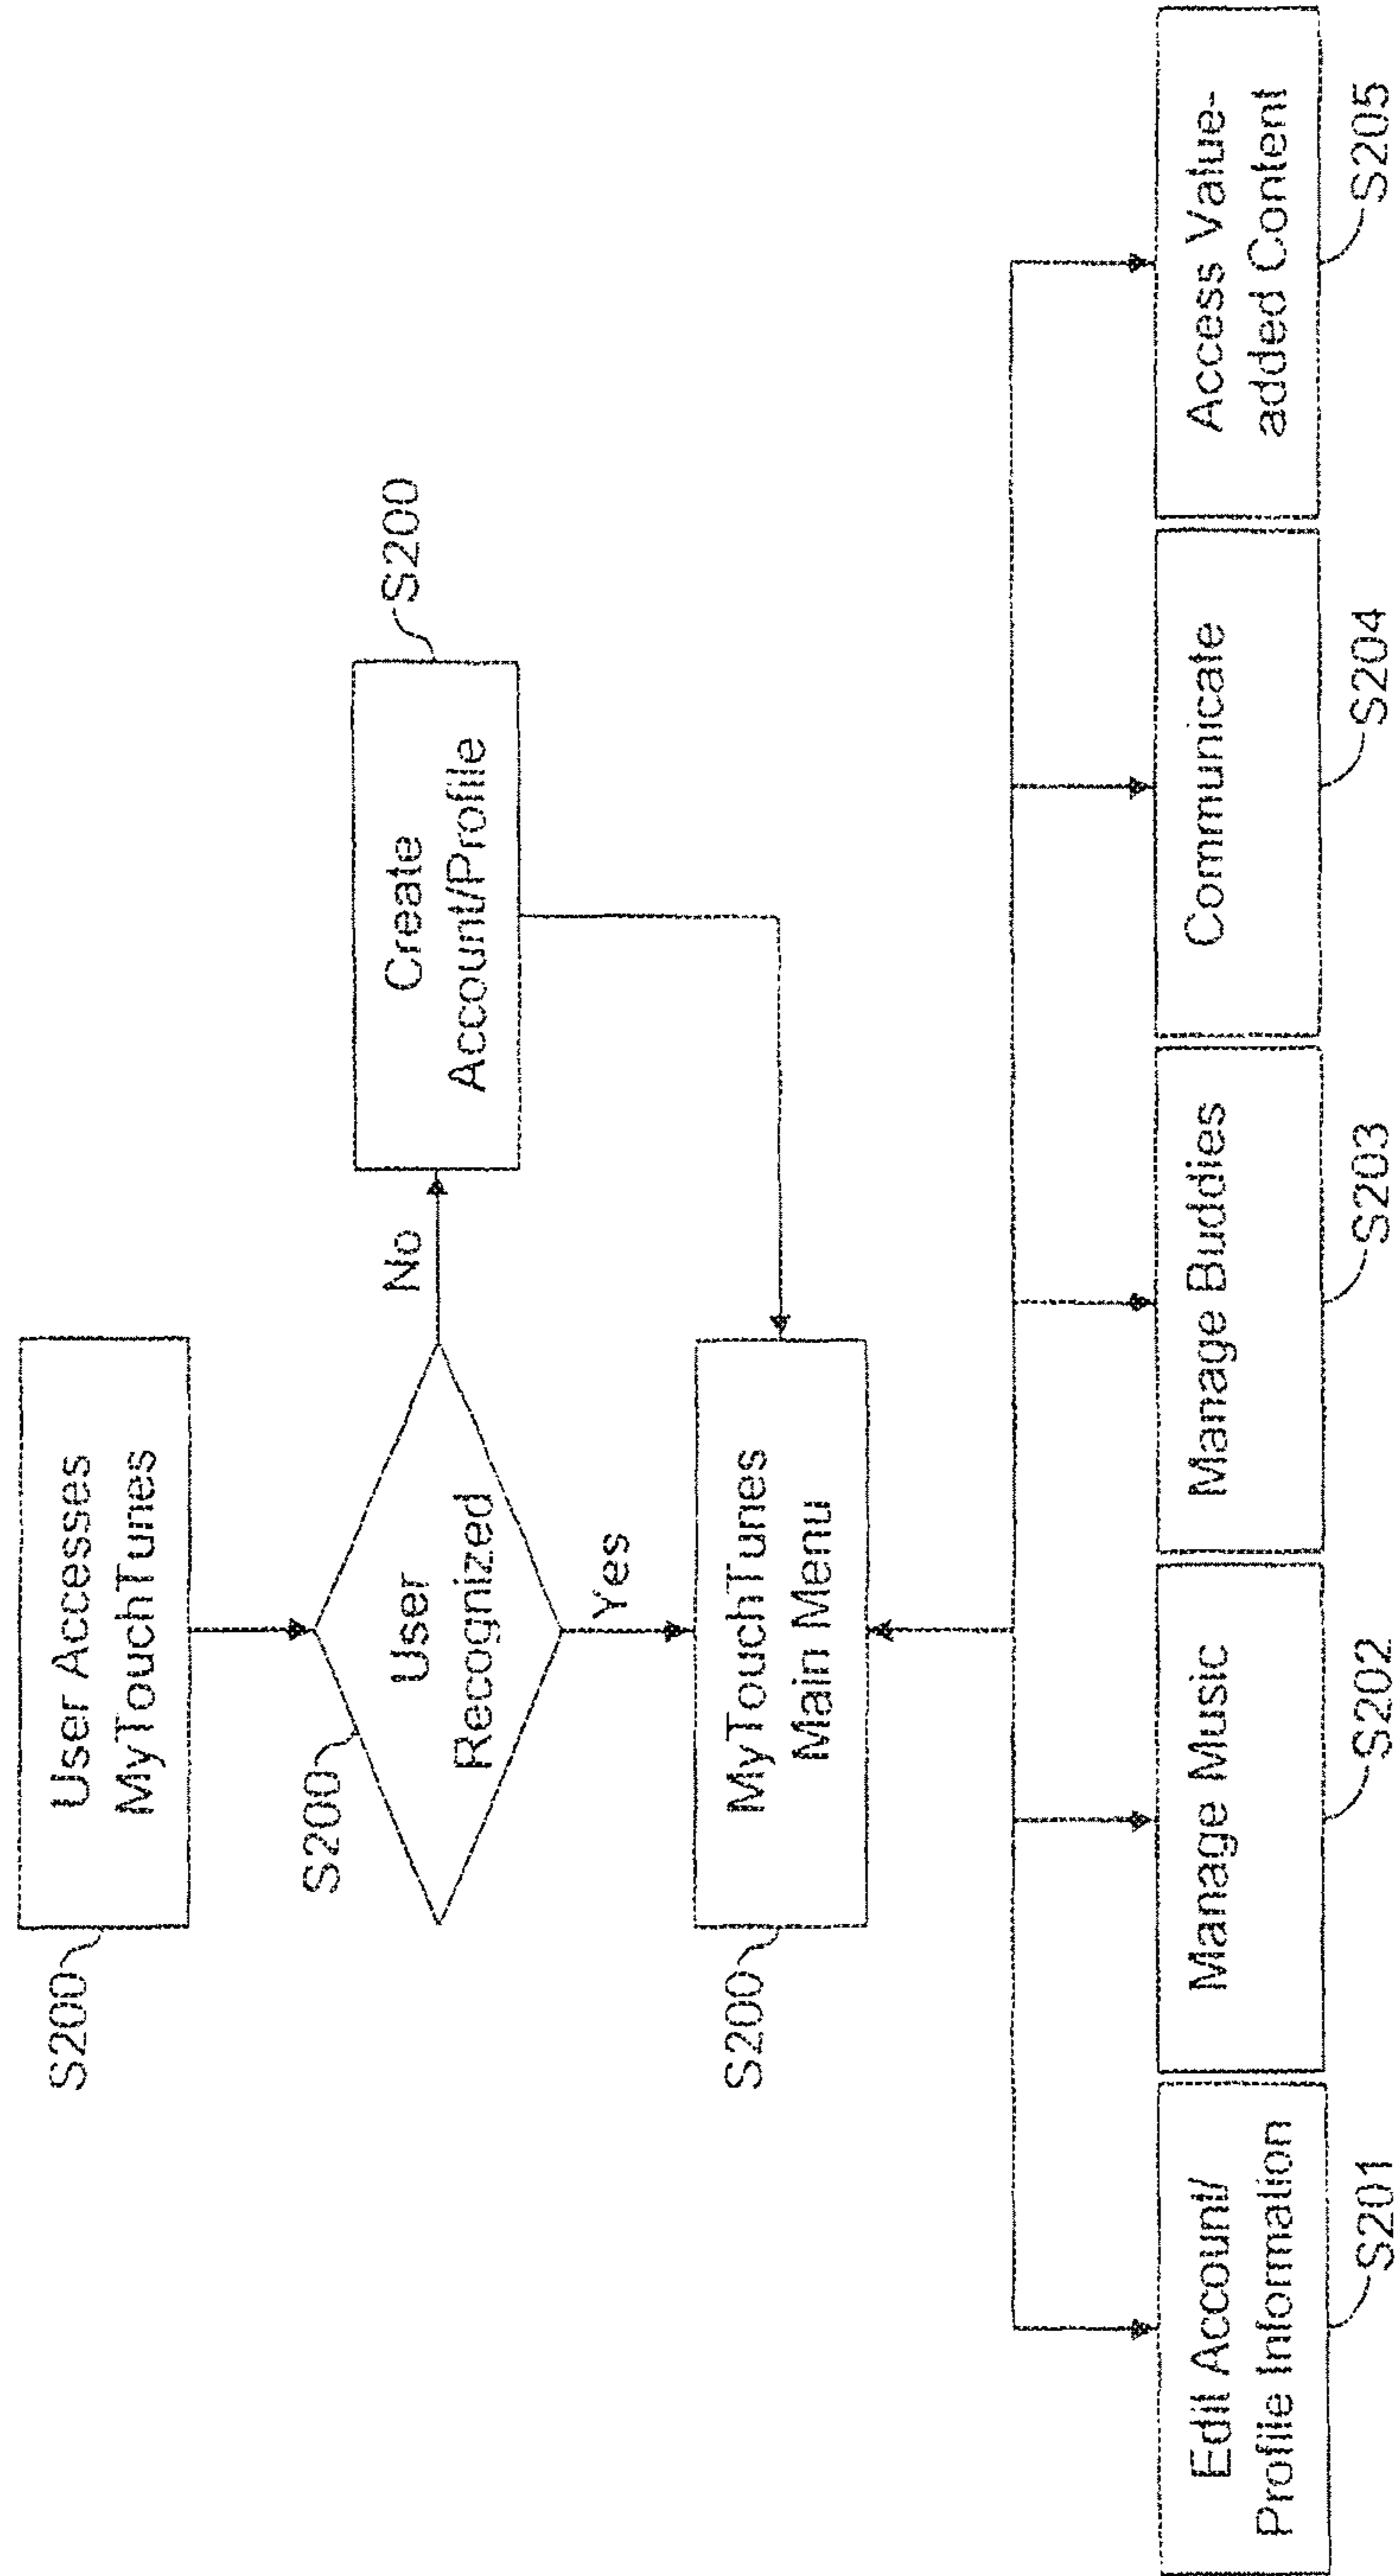 User Accesses
MyTouchTunes
S200
User
Recognized
S200
No
Yes
Create
Account/Profile
S200
MyTouchTunes
Main Menu
S200
Edit Account/
Profile Information
S201
Manage Music
S202
Manage Buddies
S203
Communicate
S204
Access Value-
added Content
S205